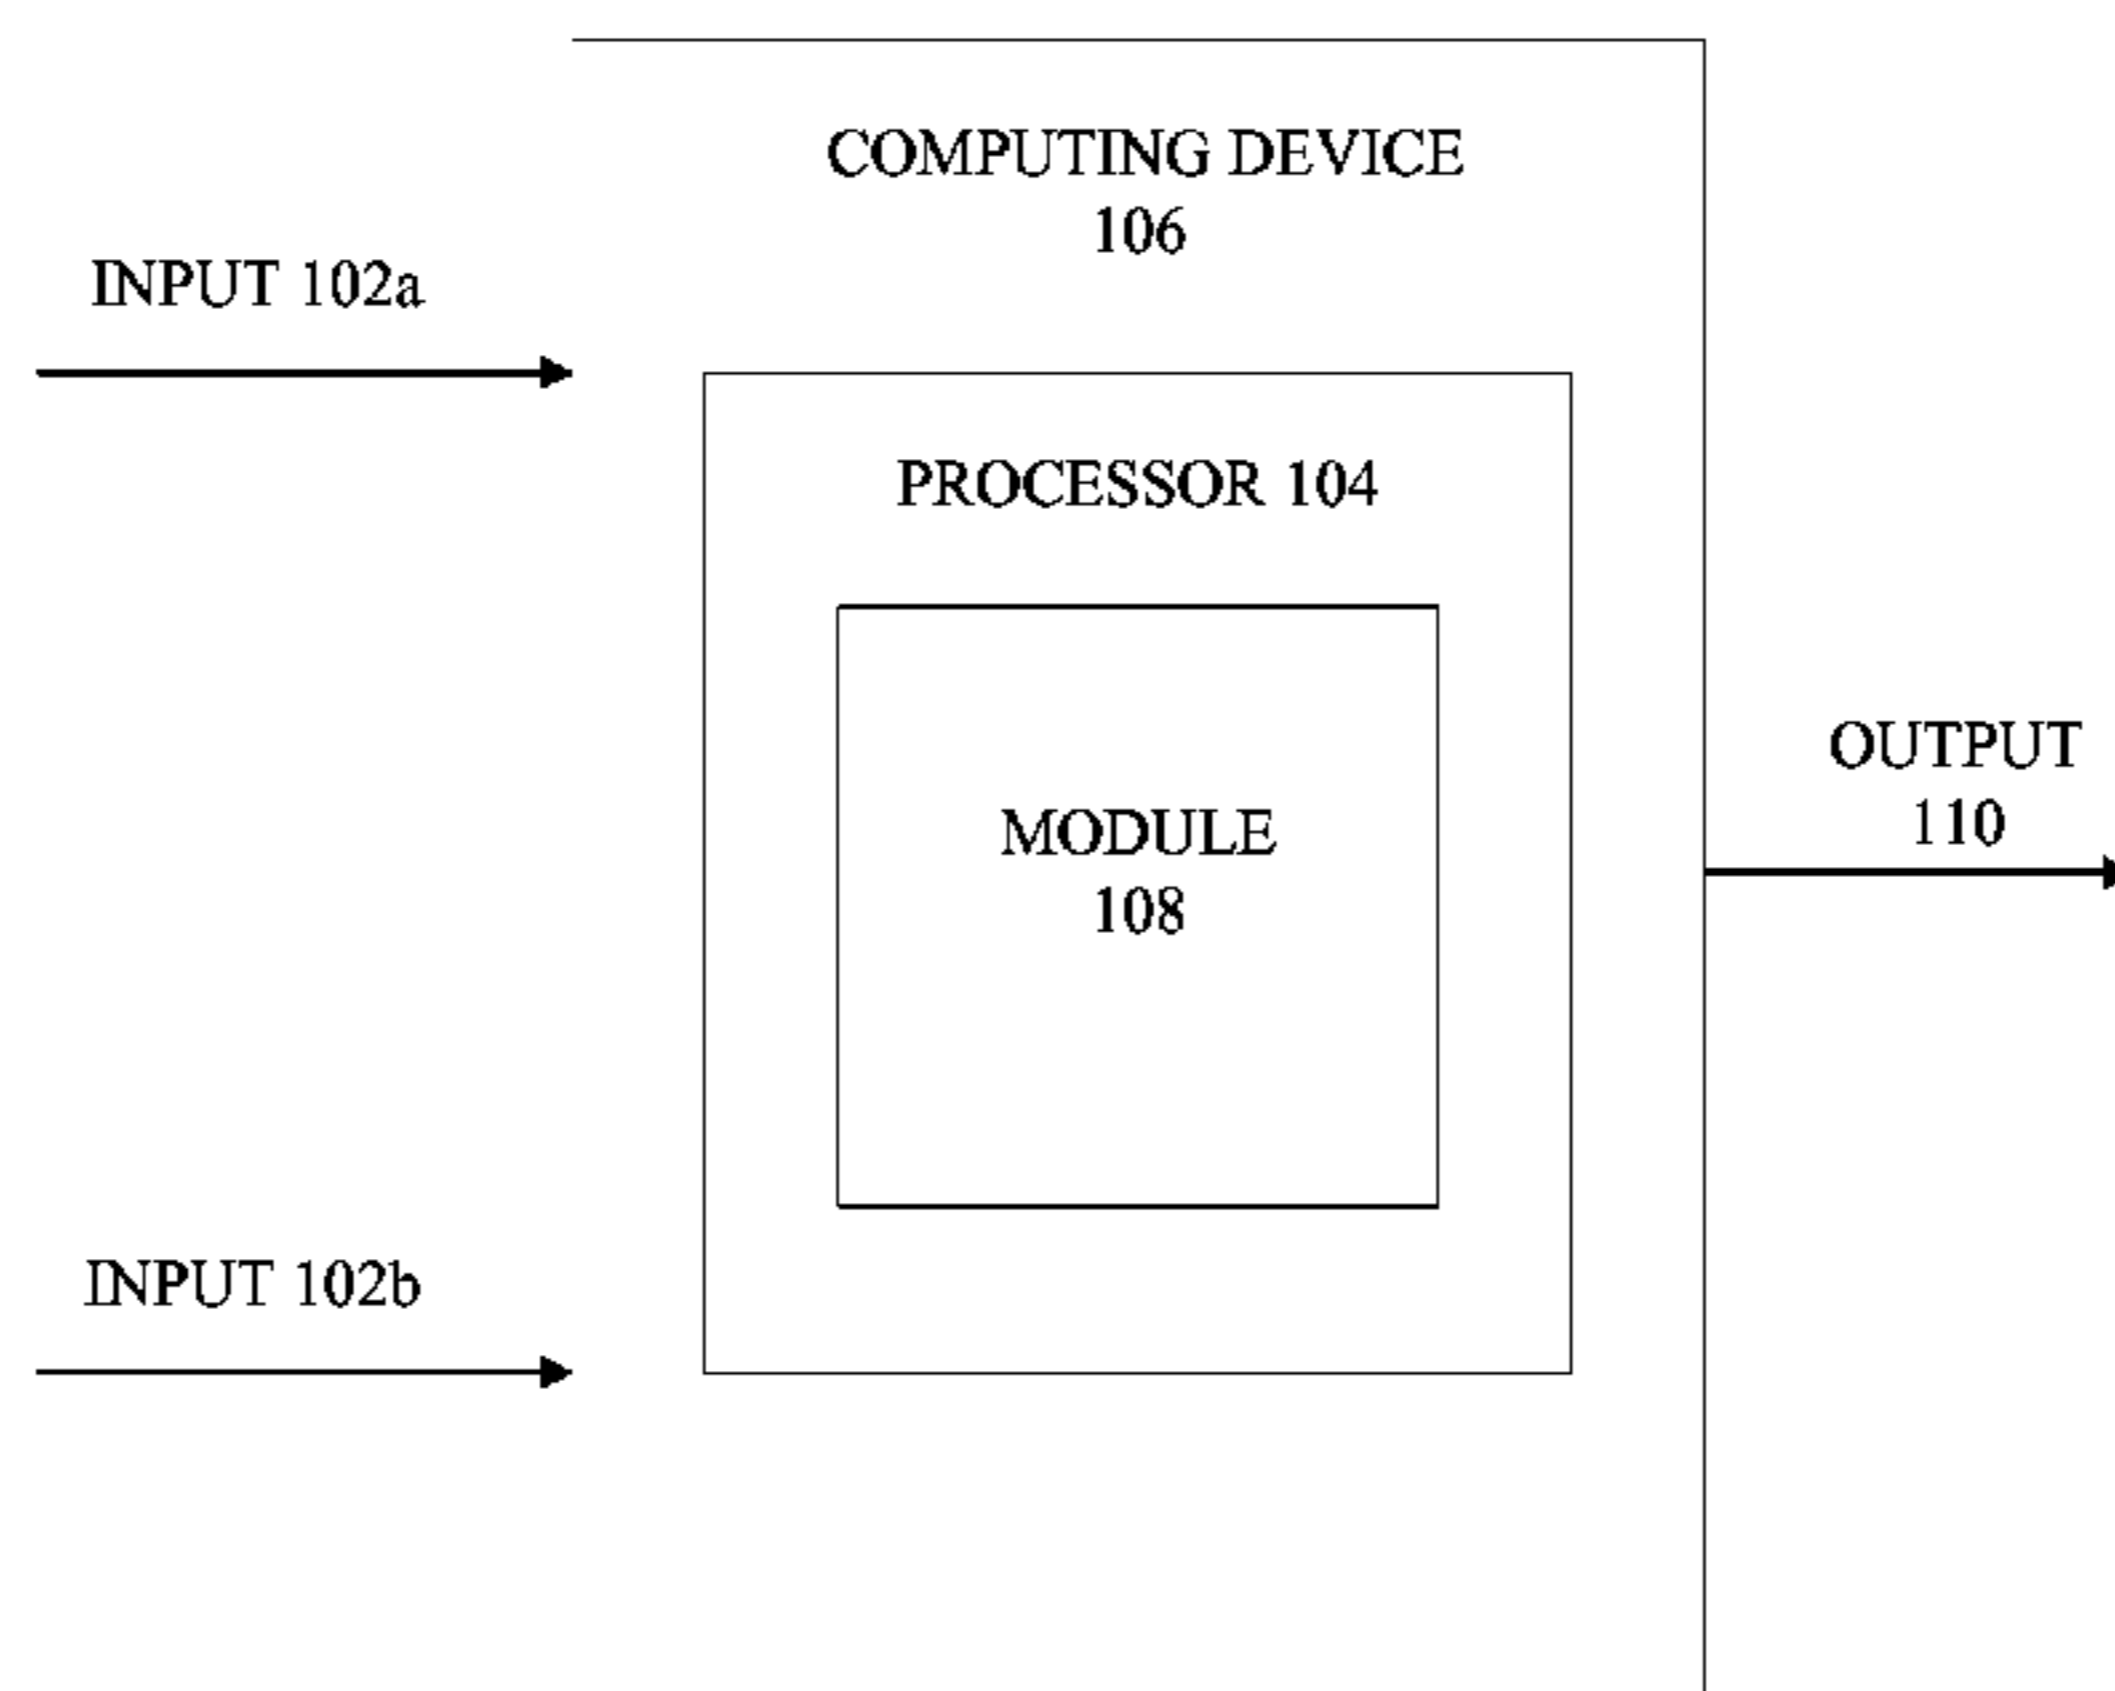 COMPUTING DEVICE
106
INPUT 102a
PROCESSOR 104
MODULE
108
OUTPUT
110
INPUT 102b